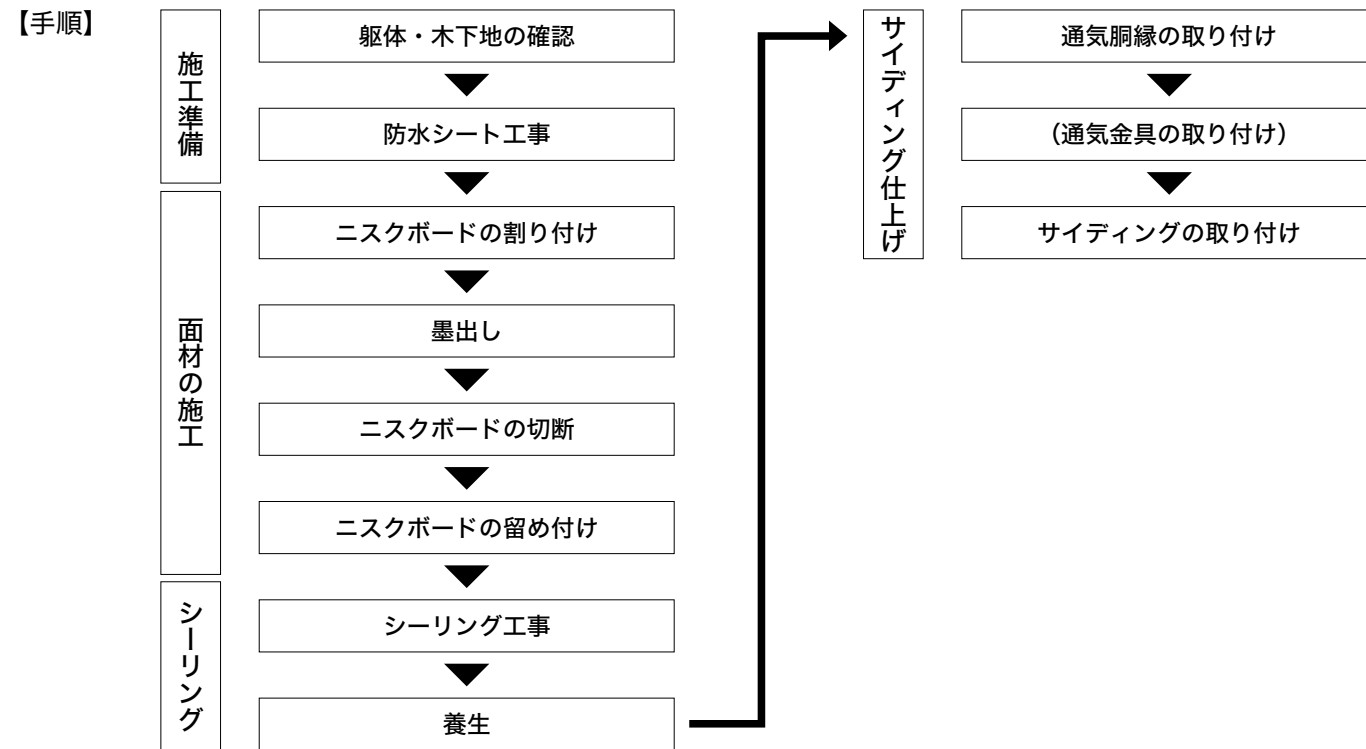 【手順】
施工準備
躯体・木下地の確認
防水シート工事
面材の施工
ニスクボードの割り付け
墨出し
ニスクボードの切断
ニスクボードの留め付け
シーリング
シーリング工事
養生
サイディング仕上げ
通気胴縁の取り付け
（通気金具の取り付け）
サイディングの取り付け